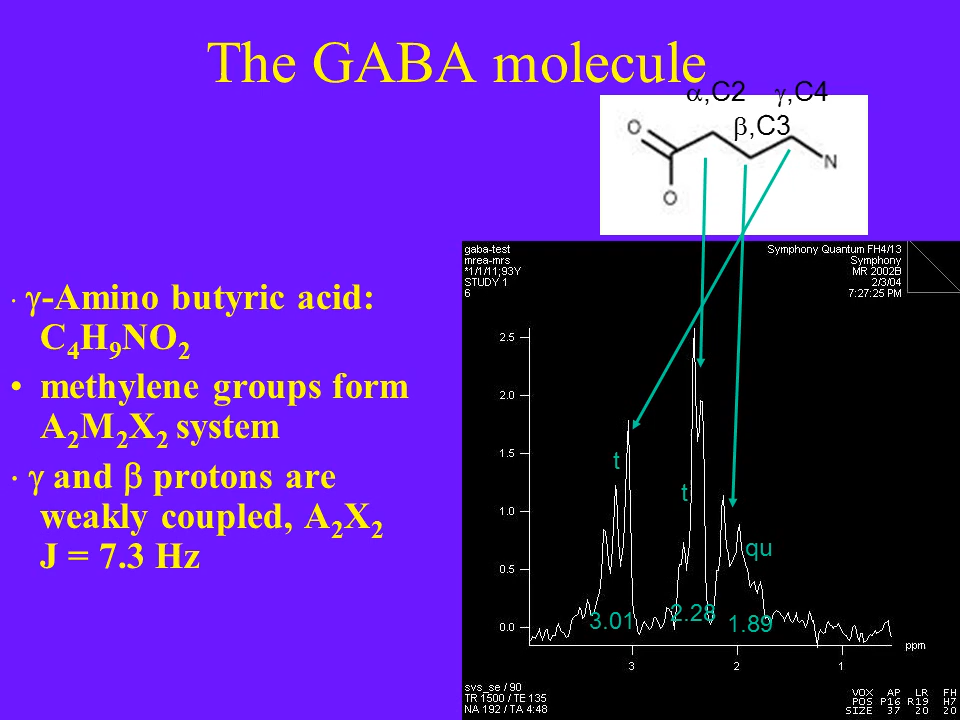 The GABA molecule
α,C2 γ,C4
β,C3
O
O
N
· γ-Amino butyric acid:
C4H9NO2
• methylene groups form
A2M2X2 system
· γ and β protons are
weakly coupled, A2X2
J = 7.3 Hz
gaba-test
mrea-mrs
*1/1/11;93Y
STUDY 1
6
Symphony Quantum FH4/13
Symphony
MR 2002B
2/3/04
7:27:25 PM
2.5
2.0
1.5
1.0
0.5
0.0
t
t
qu
3.01
2.28
1.89
ppm
3 2 1
svs_se / 90
TR 1500 / TE 135
NA 192 / TA 4:48
VOX AP LR FH
POS P16 R19 H7
SIZE 37 20 20